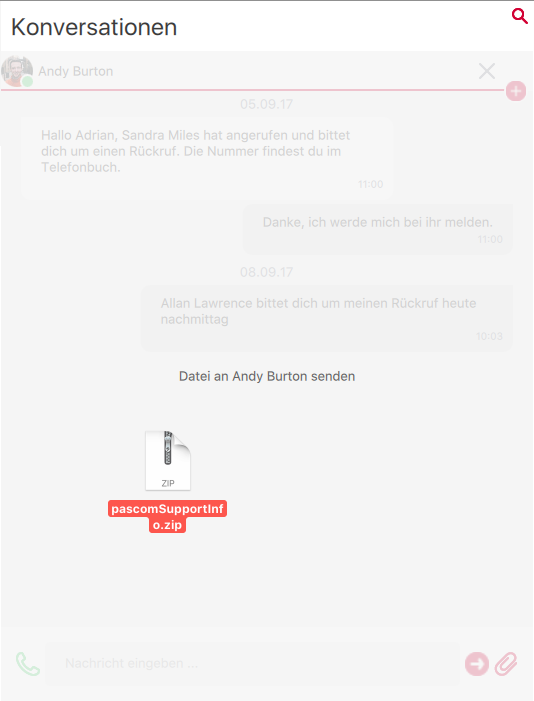 Konversationen
Andy Burton
05.09.17
Hallo Adrian, Sandra Miles hat angerufen und bittet
dich um einen Rückruf. Die Nummer findest du im
Telefonbuch.
11:00
Danke, ich werde mich bei ihr melden.
11:00
08.09.17
Allan Lawrence bittet dich um meinen Rückruf heute
nachmittag
10:03
Datei an Andy Burton senden
ZIP
pascomSupportInf
o.zip
Nachricht eingeben ...